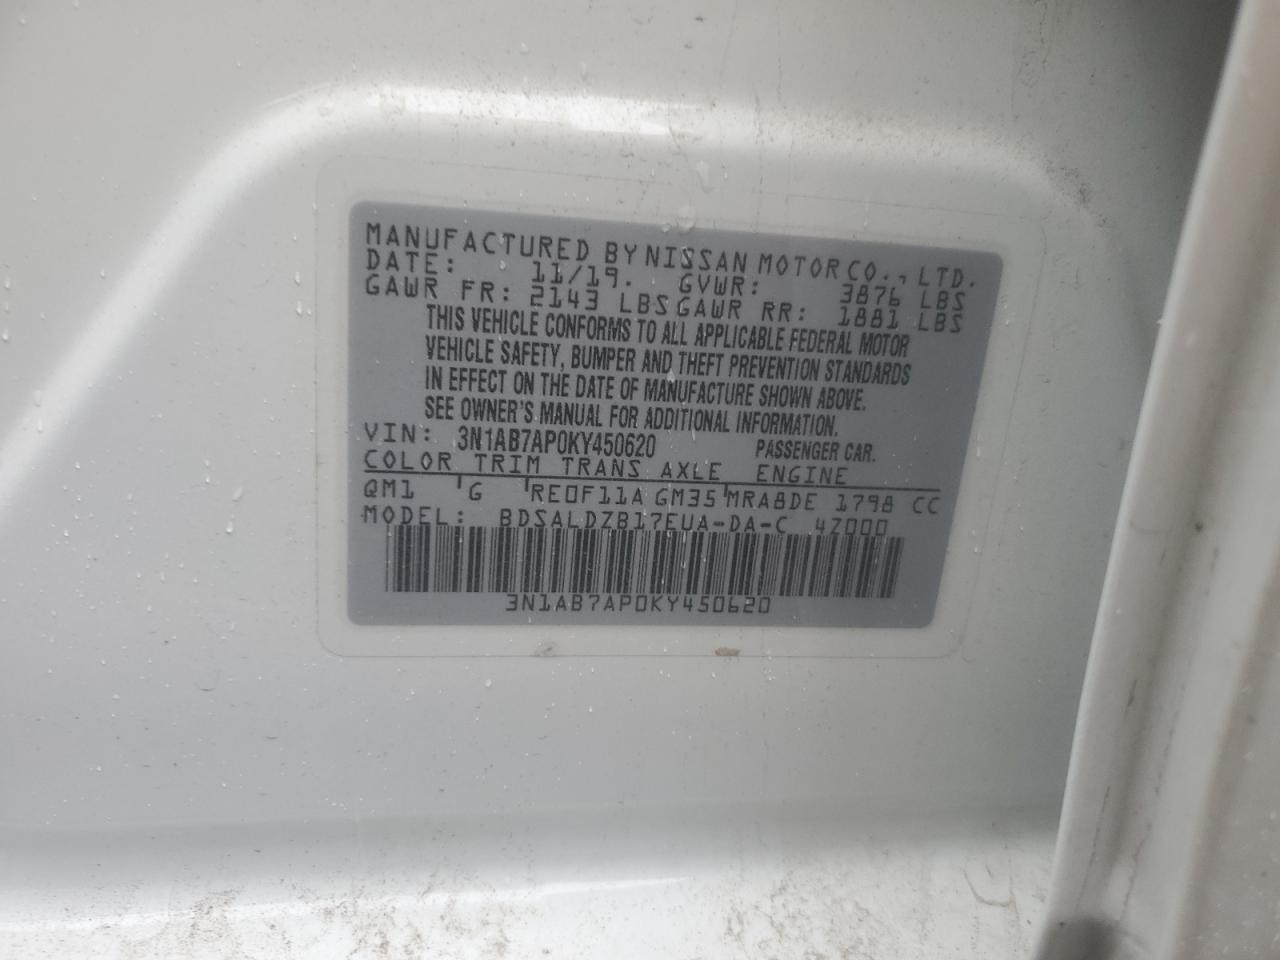 MANUFACTURED BY NISSAN MOTOR CO., LTD.
DATE: 11/19. GVWR: 3876 LBS
GAWR FR: 2143 LBS GAWR RR: 1881 LBS
THIS VEHICLE CONFORMS TO ALL APPLICABLE FEDERAL MOTOR
VEHICLE SAFETY, BUMPER AND THEFT PREVENTION STANDARDS
IN EFFECT ON THE DATE OF MANUFACTURE SHOWN ABOVE.
SEE OWNER'S MANUAL FOR ADDITIONAL INFORMATION.
VIN: 3N1AB7AP0KY450620 PASSENGER CAR.
COLOR TRIM TRANS AXLE ENGINE
QM1 G RE0F11A GM35 MRA8DE 1798 CC
MODEL: BDSALDZB17EUA-DA-C 4Z000
3N1AB7AP0KY450620